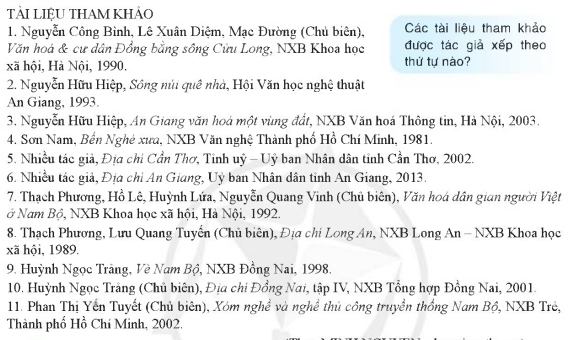 TÀI LIỆU THAM KHẢO
1. Nguyễn Công Bình, Lê Xuân Diệm, Mạc Đường (Chủ biên),
Văn hoá & cư dân Đồng bằng sông Cửu Long, NXB Khoa học
xã hội, Hà Nội, 1990.
2. Nguyễn Hữu Hiệp, Sông núi quê nhà, Hội Văn học nghệ thuật
An Giang, 1993.
Các tài liệu tham khảo
được tác giả xếp theo
thứ tự nào?
3. Nguyễn Hữu Hiệp, An Giang văn hoá một vùng đất, NXB Văn hoá Thông tin, Hà Nội, 2003.
4. Sơn Nam, Bến Nghé xưa, NXB Văn nghệ Thành phố Hồ Chí Minh, 1981.
5. Nhiều tác giả, Địa chí Cần Thơ, Tỉnh uỷ – Uỷ ban Nhân dân tỉnh Cần Thơ, 2002.
6. Nhiều tác giả, Địa chí An Giang, Uỷ ban Nhân dân tỉnh An Giang, 2013.
7. Thạch Phương, Hồ Lê, Huỳnh Lứa, Nguyễn Quang Vinh (Chủ biên), Văn hoá dân gian người Việt
ở Nam Bộ, NXB Khoa học xã hội, Hà Nội, 1992.
8. Thạch Phương, Lưu Quang Tuyến (Chủ biên), Địa chí Long An, NXB Long An – NXB Khoa học
xã hội, 1989.
9. Huỳnh Ngọc Trảng, Vè Nam Bộ, NXB Đồng Nai, 1998.
10. Huỳnh Ngọc Trảng (Chủ biên), Địa chí Đồng Nai, tập IV, NXB Tổng hợp Đồng Nai, 2001.
11. Phan Thị Yến Tuyết (Chủ biên), Xóm nghề và nghề thủ công truyền thống Nam Bộ, NXB Trẻ,
Thành phố Hồ Chí Minh, 2002.